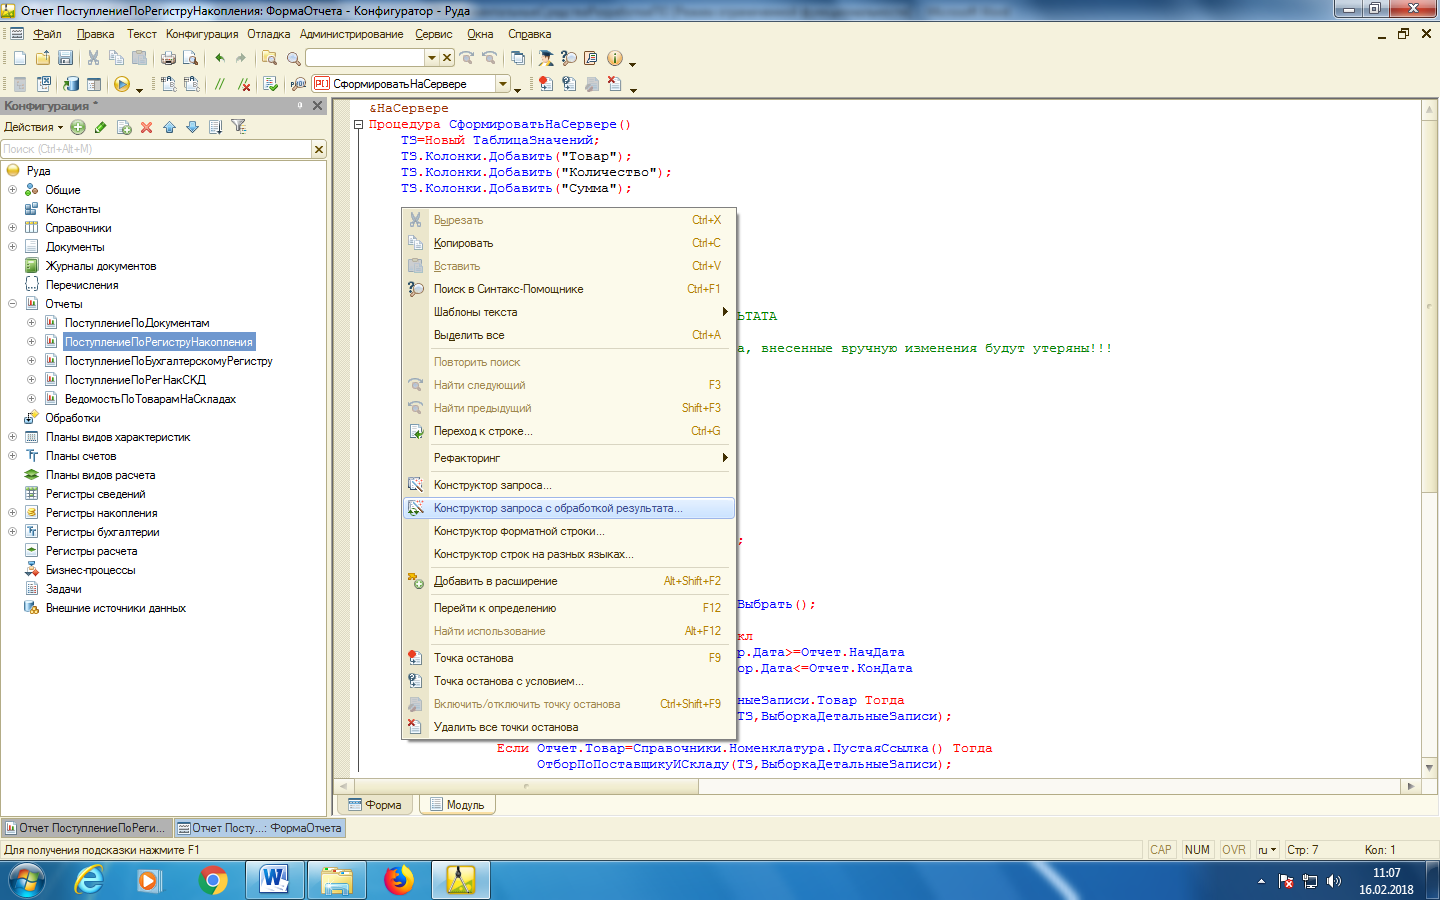 Отчет ПоступлениеПоРегиструНакопления: ФормаОтчета - Конфигуратор - Руда
Файл Правка Текст Конфигурация Отладка Администрирование Сервис Окна Справка
СформироватьНаСервере
Конфигурация *
Действия
Поиск (Ctrl+Alt+M)
Руда
Общие
Константы
Справочники
Документы
Журналы документов
Перечисления
Отчеты
ПоступлениеПоДокументам
ПоступлениеПоРегиструНакопления
ПоступлениеПоБухгалтерскомуРегистру
ПоступлениеПоРегНакСКД
ВедомостьПоТоварамНаСкладах
Обработки
Планы видов характеристик
Планы счетов
Планы видов расчета
Регистры сведений
Регистры накопления
Регистры бухгалтерии
Регистры расчета
Бизнес-процессы
Задачи
Внешние источники данных
&НаСервере
Процедура СформироватьНаСервере()
ТЗ=Новый ТаблицаЗначений;
ТЗ.Колонки.Добавить("Товар");
ТЗ.Колонки.Добавить("Количество");
ТЗ.Колонки.Добавить("Сумма");
Вырезать Ctrl+X
Копировать Ctrl+C
Вставить Ctrl+V
Поиск в Синтакс-Помощнике Ctrl+F1
Шаблоны текста
Выделить все Ctrl+A
Повторить поиск
Найти следующий F3
Найти предыдущий Shift+F3
Переход к строке... Ctrl+G
Рефакторинг
Конструктор запроса...
Конструктор запроса с обработкой результата...
Конструктор форматной строки...
Конструктор строк на разных языках...
Добавить в расширение Alt+Shift+F2
Перейти к определению F12
Найти использование Alt+F12
Точка останова F9
Точка останова с условием...
Включить/отключить точку останова Ctrl+Shift+F9
Удалить все точки останова
ЬТАТА
а, внесенные вручную изменения будут утеряны!!!
;
Выбрать();
кл
р.Дата>=Отчет.НачДата
ор.Дата<=Отчет.КонДата
ныеЗаписи.Товар Тогда
ТЗ,ВыборкаДетальныеЗаписи);
Если Отчет.Товар=Справочники.Номенклатура.ПустаяСсылка() Тогда
ОтборПоПоставщикуИСкладу(ТЗ,ВыборкаДетальныеЗаписи);
Форма Модуль
Отчет ПоступлениеПоРеги... Отчет Посту...: ФормаОтчета
Для получения подсказки нажмите F1 CAP NUM OVR ru Стр: 7 Кол: 1
11:07
16.02.2018